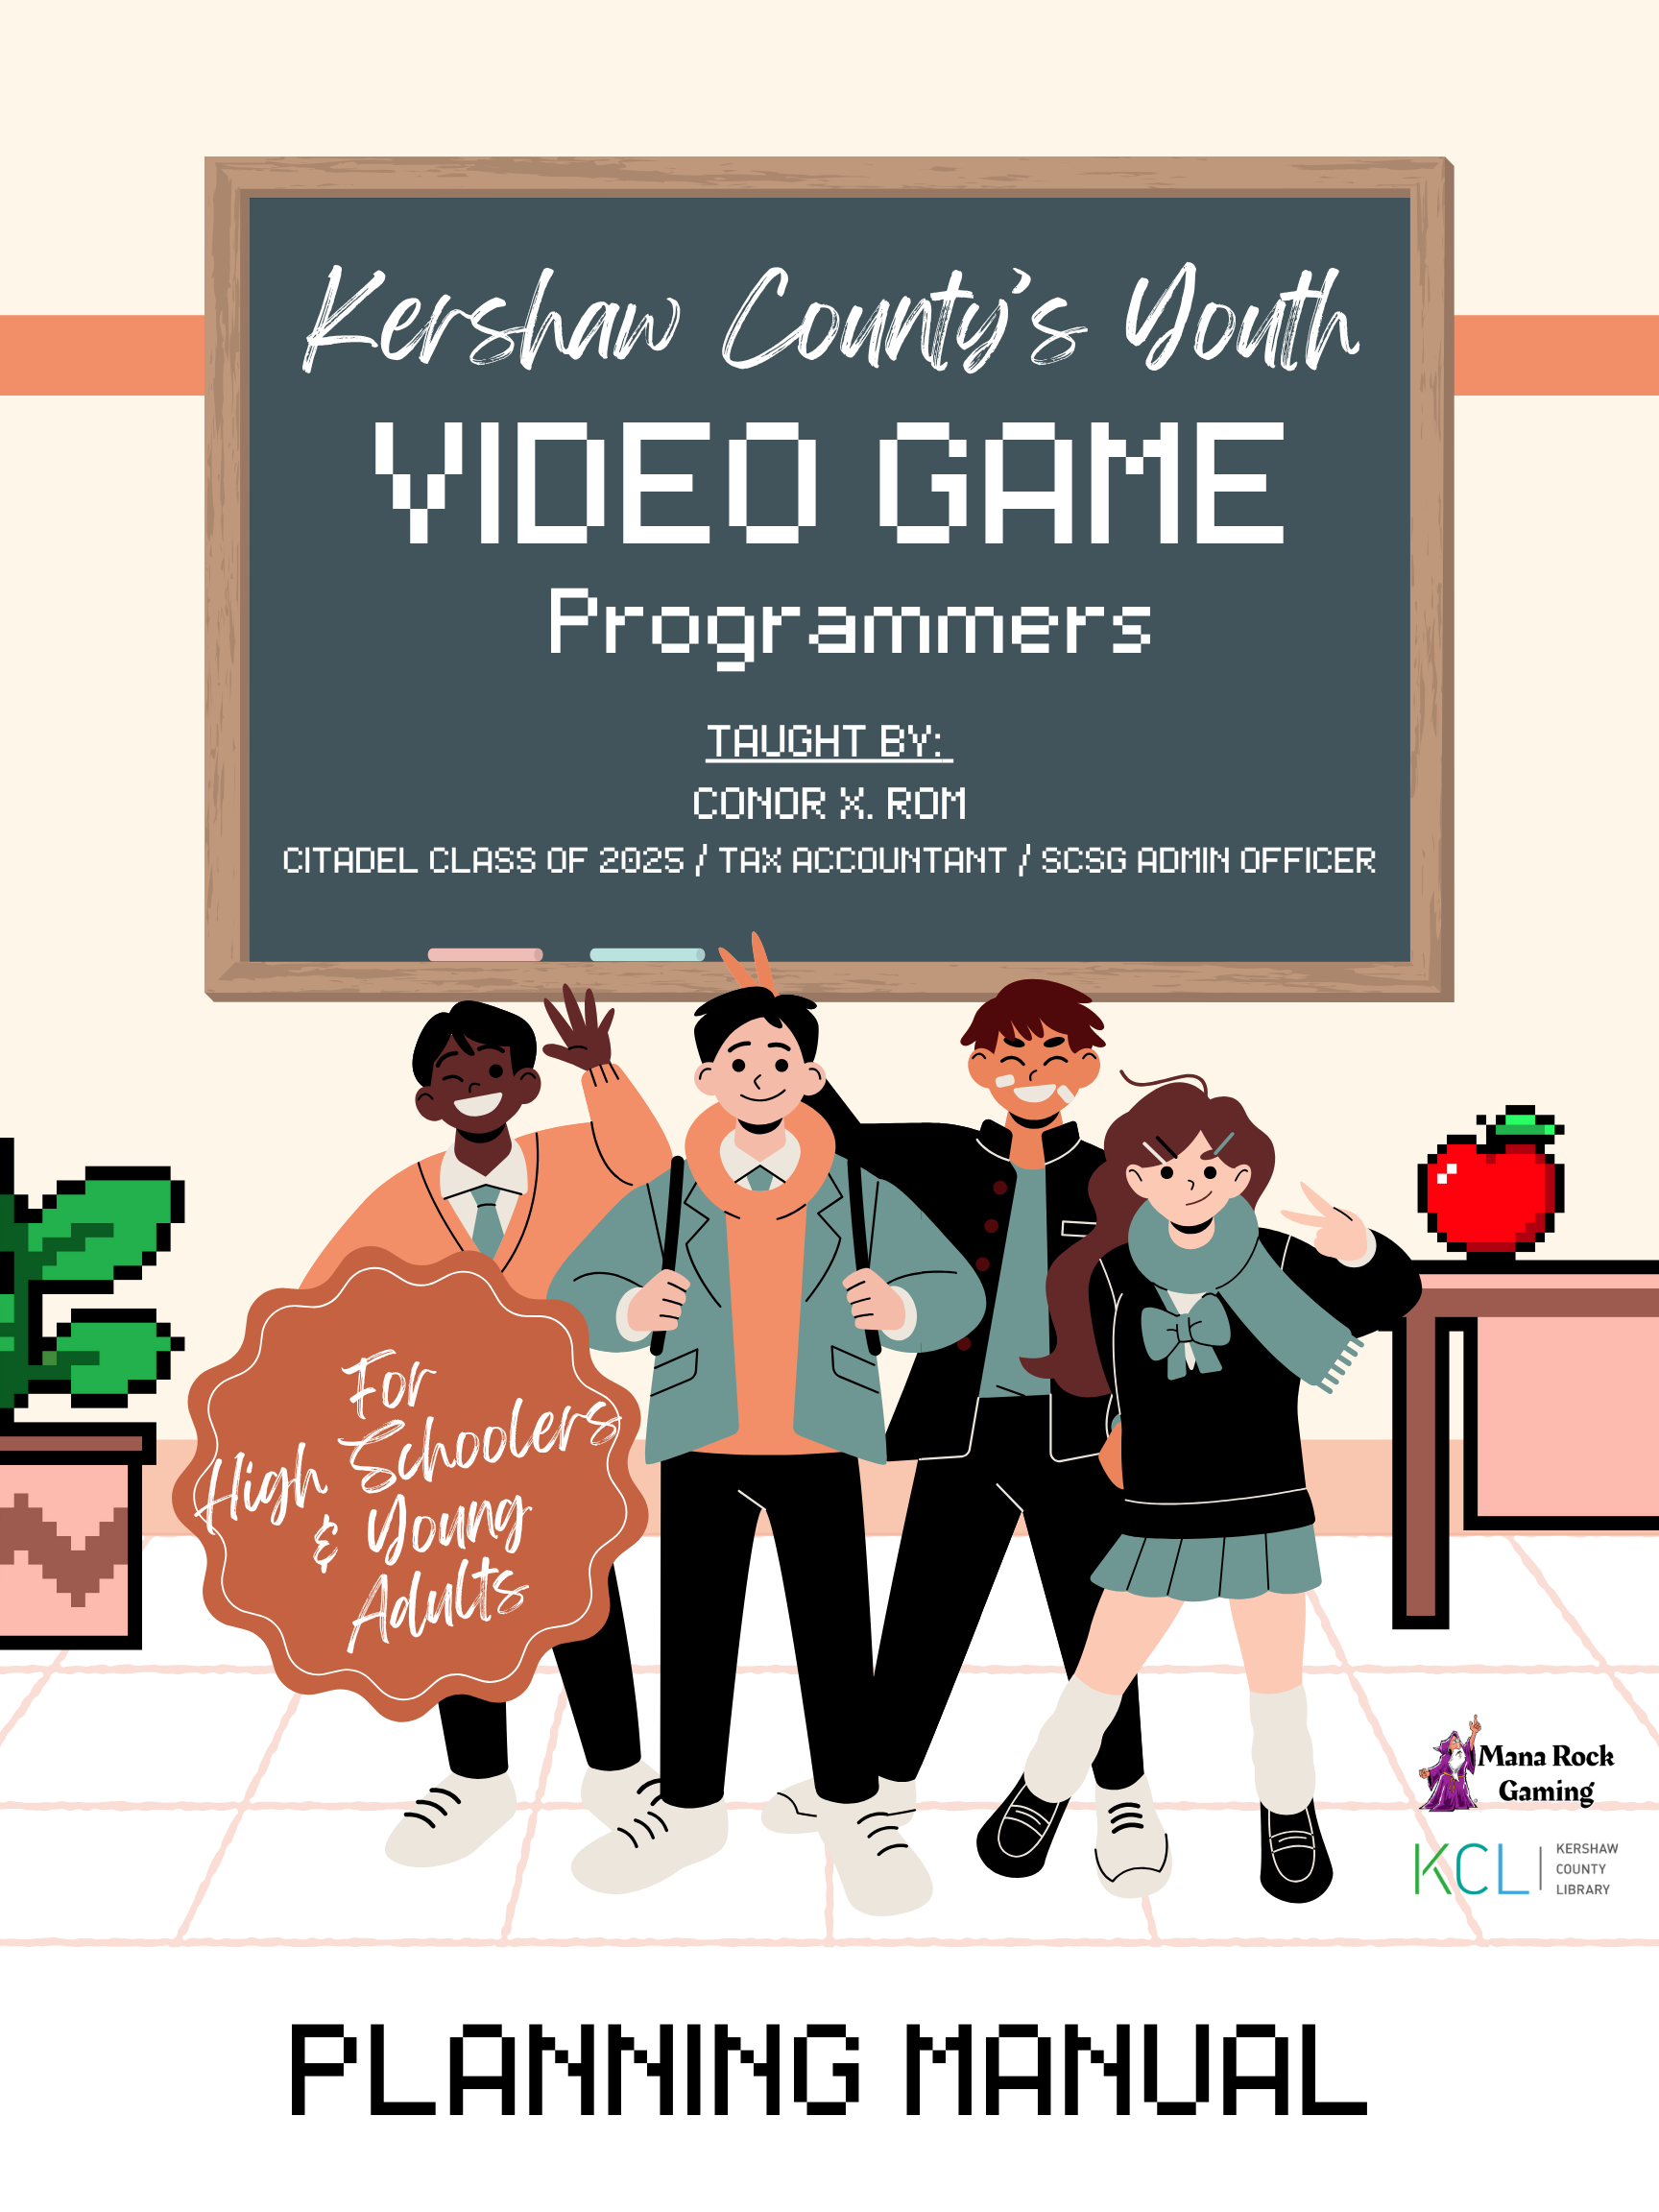 Kershaw County's Youth
VIDEO GAME
Programmers
TAUGHT BY:
CONOR X. ROM
CITADEL CLASS OF 2025 / TAX ACCOUNTANT / SCSG ADMIN OFFICER
For
High Schoolers
& Young
Adults
Mana Rock
Gaming
KCL
KERSHAW
COUNTY
LIBRARY
PLANNING MANUAL